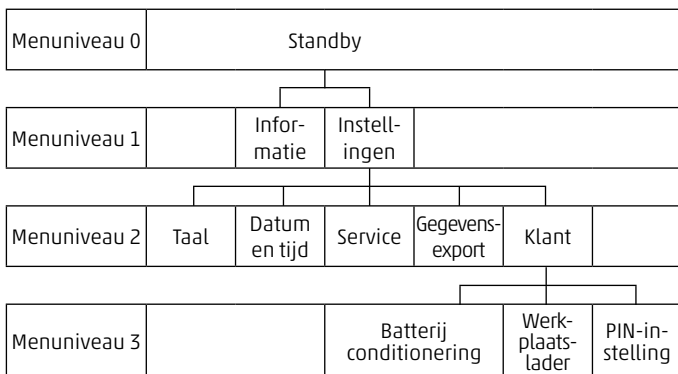 Menuniveau 0
Standby
Menuniveau 1
Infor-
matie
Instell-
ingen
Menuniveau 2
Taal
Datum
en tijd
Service
Gegevens-
export
Klant
Menuniveau 3
Batterij
conditionering
Werk-
plaats-
lader
PIN-in-
stelling